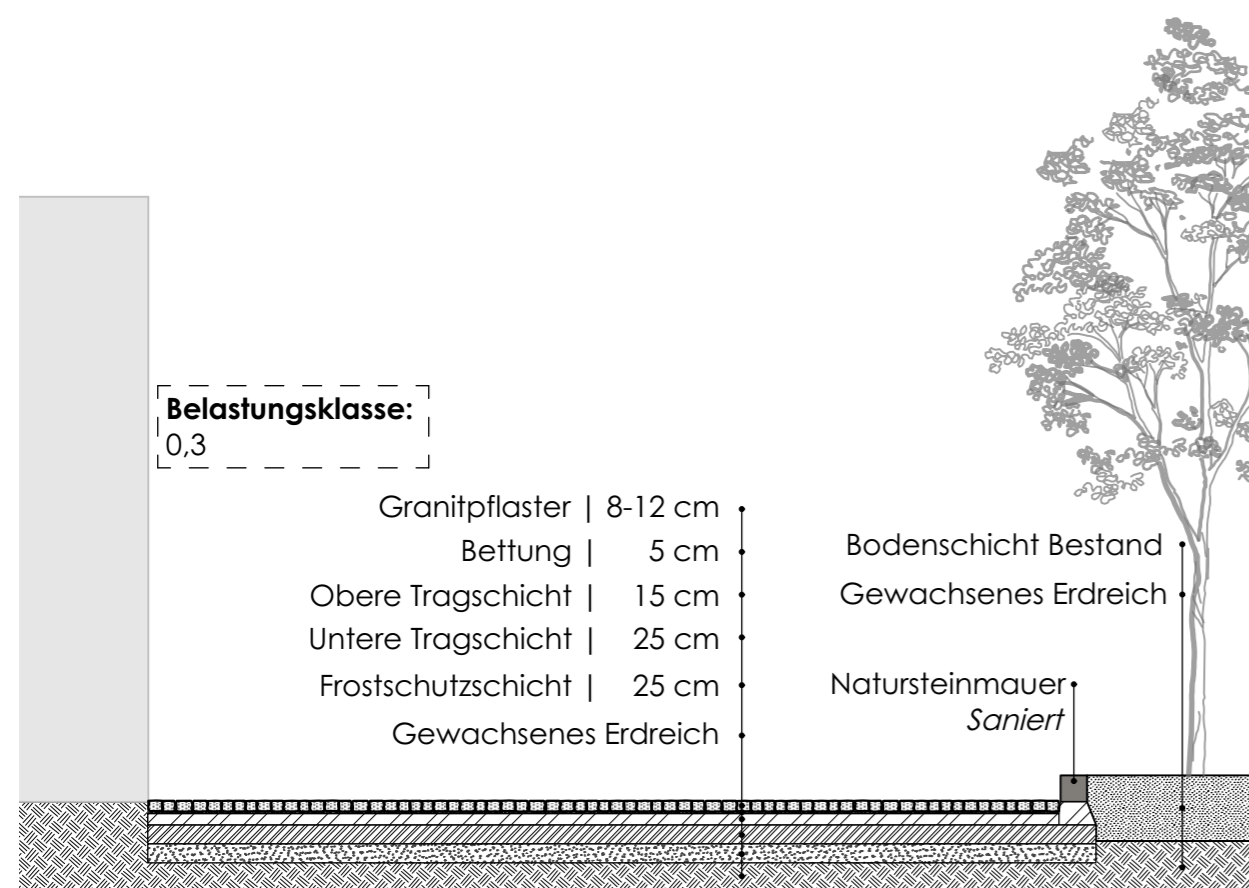 Belastungsklasse:
0,3
Granitpflaster | 8-12 cm
Bettung | 5 cm
Obere Tragschicht | 15 cm
Untere Tragschicht | 25 cm
Frostschutzschicht | 25 cm
Gewachsenes Erdreich
Bodenschicht Bestand
Gewachsenes Erdreich
Natursteinmauer
Saniert